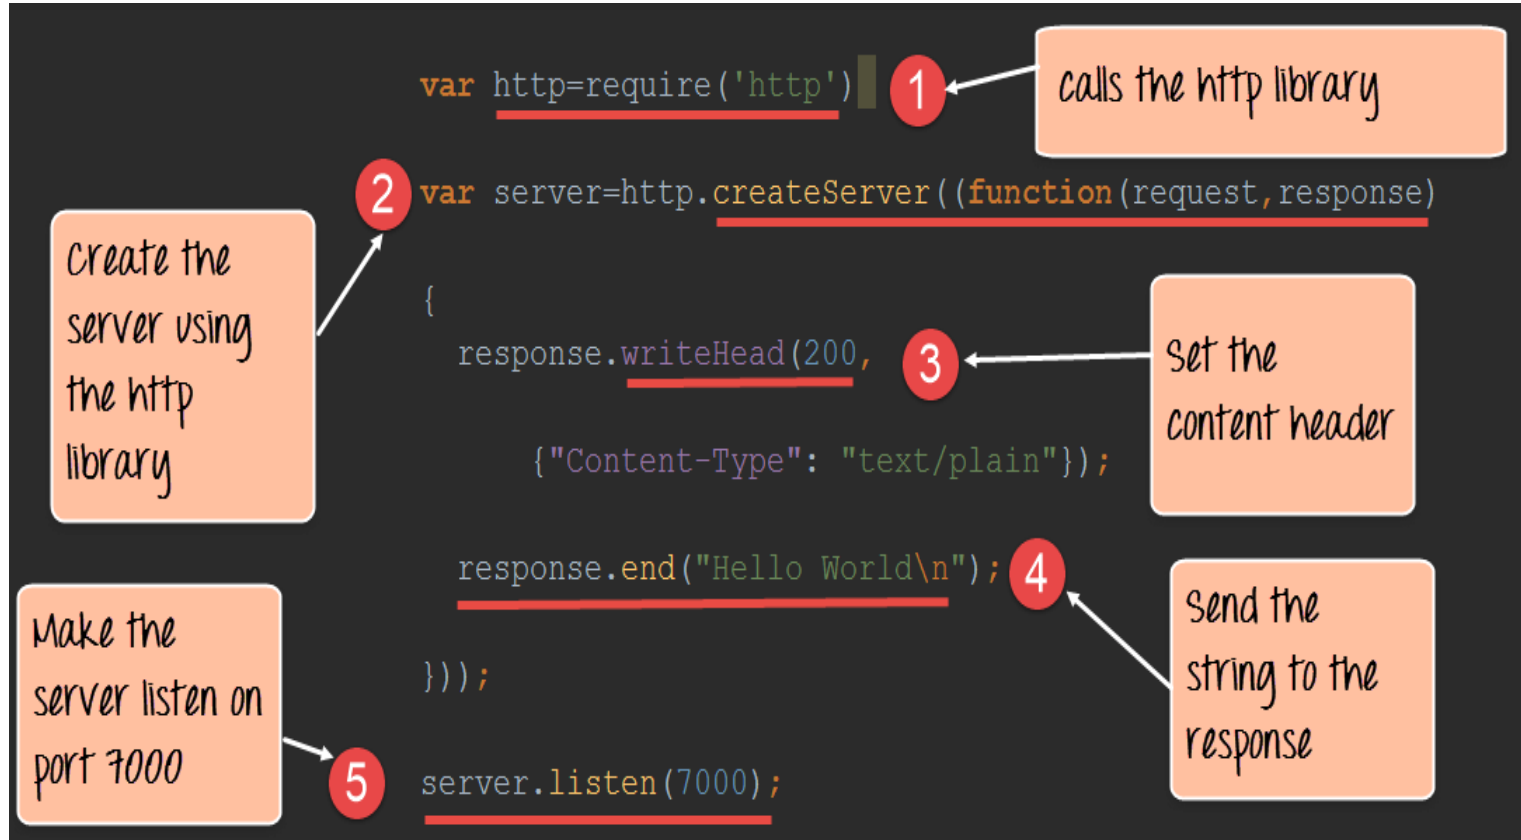 var http=require('http')
1
calls the http library
2
var server=http.createServer((function(request,response)
Create the
server using
the http
library
{
response.writeHead(200,
3
Set the
content header
{"Content-Type": "text/plain"});
response.end("Hello World\n");
4
Send the
string to the
response
}));
Make the
server listen on
port 7000
5
server.listen(7000);